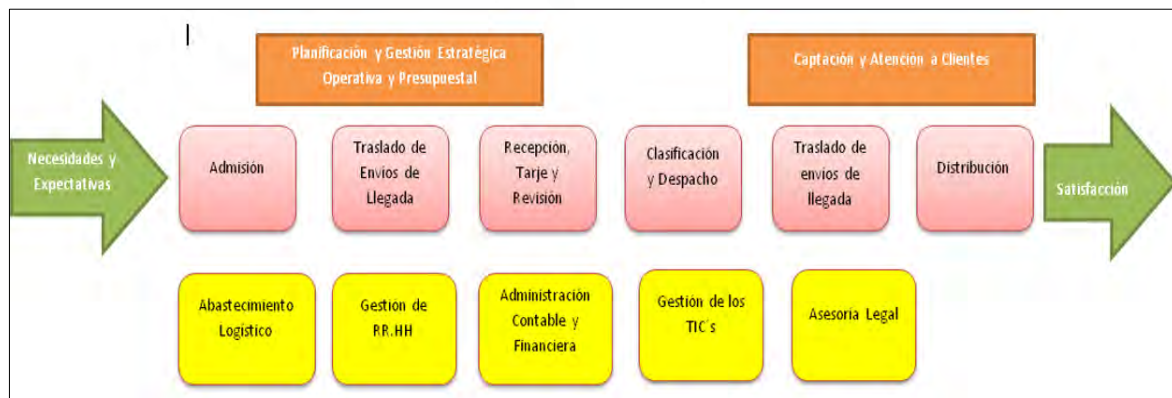 Planificación y Gestión Estratégica
Operativa y Presupuestal
Captación y Atención a Clientes
Necesidades y
Expectativas
Admisión
Traslado de
Envíos de
Llegada
Recepción,
Tarje y
Revisión
Clasificación
y Despacho
Traslado de
envíos de
llegada
Distribución
Satisfacción
Abastecimiento
Logístico
Gestión de
RR.HH
Administración
Contable y
Financiera
Gestión de los
TIC´s
Asesoría Legal